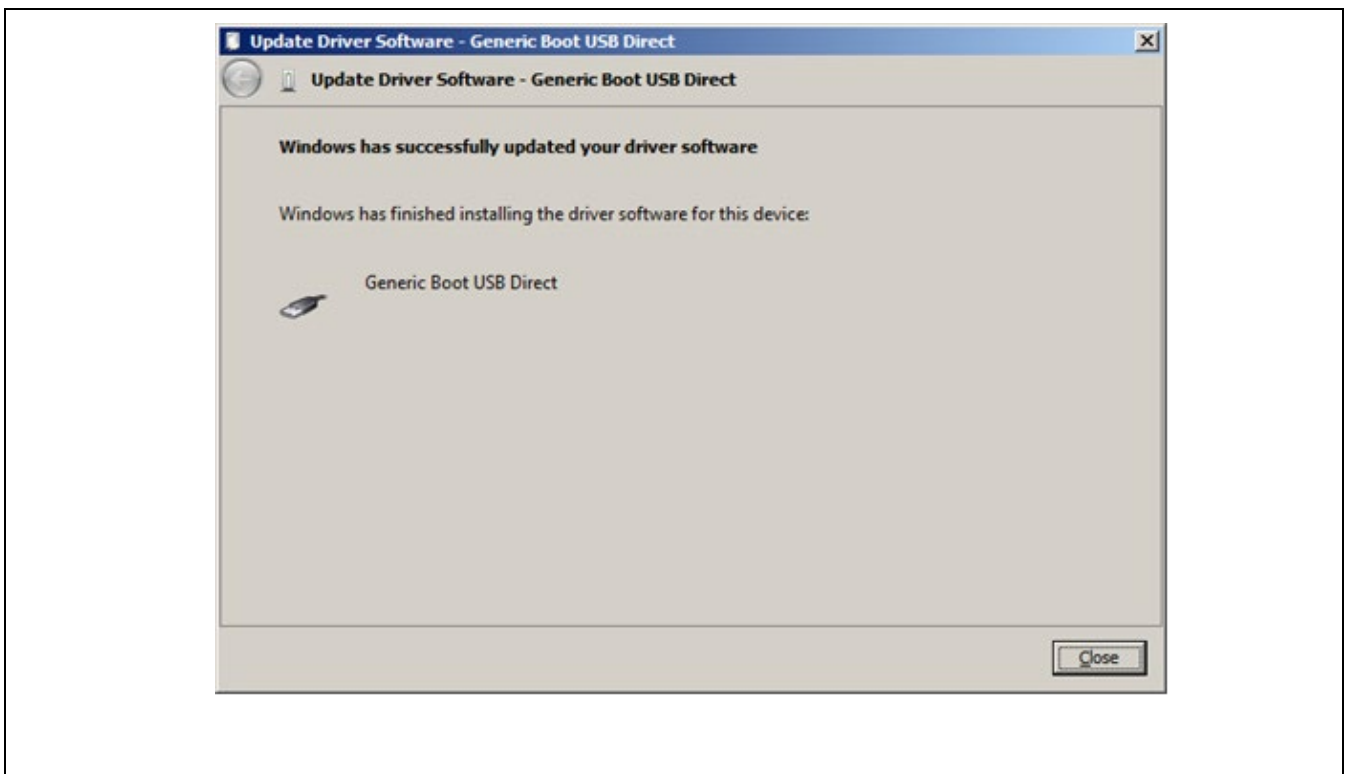 Update Driver Software - Generic Boot USB Direct
Update Driver Software - Generic Boot USB Direct
Windows has successfully updated your driver software
Windows has finished installing the driver software for this device:
Generic Boot USB Direct
Close